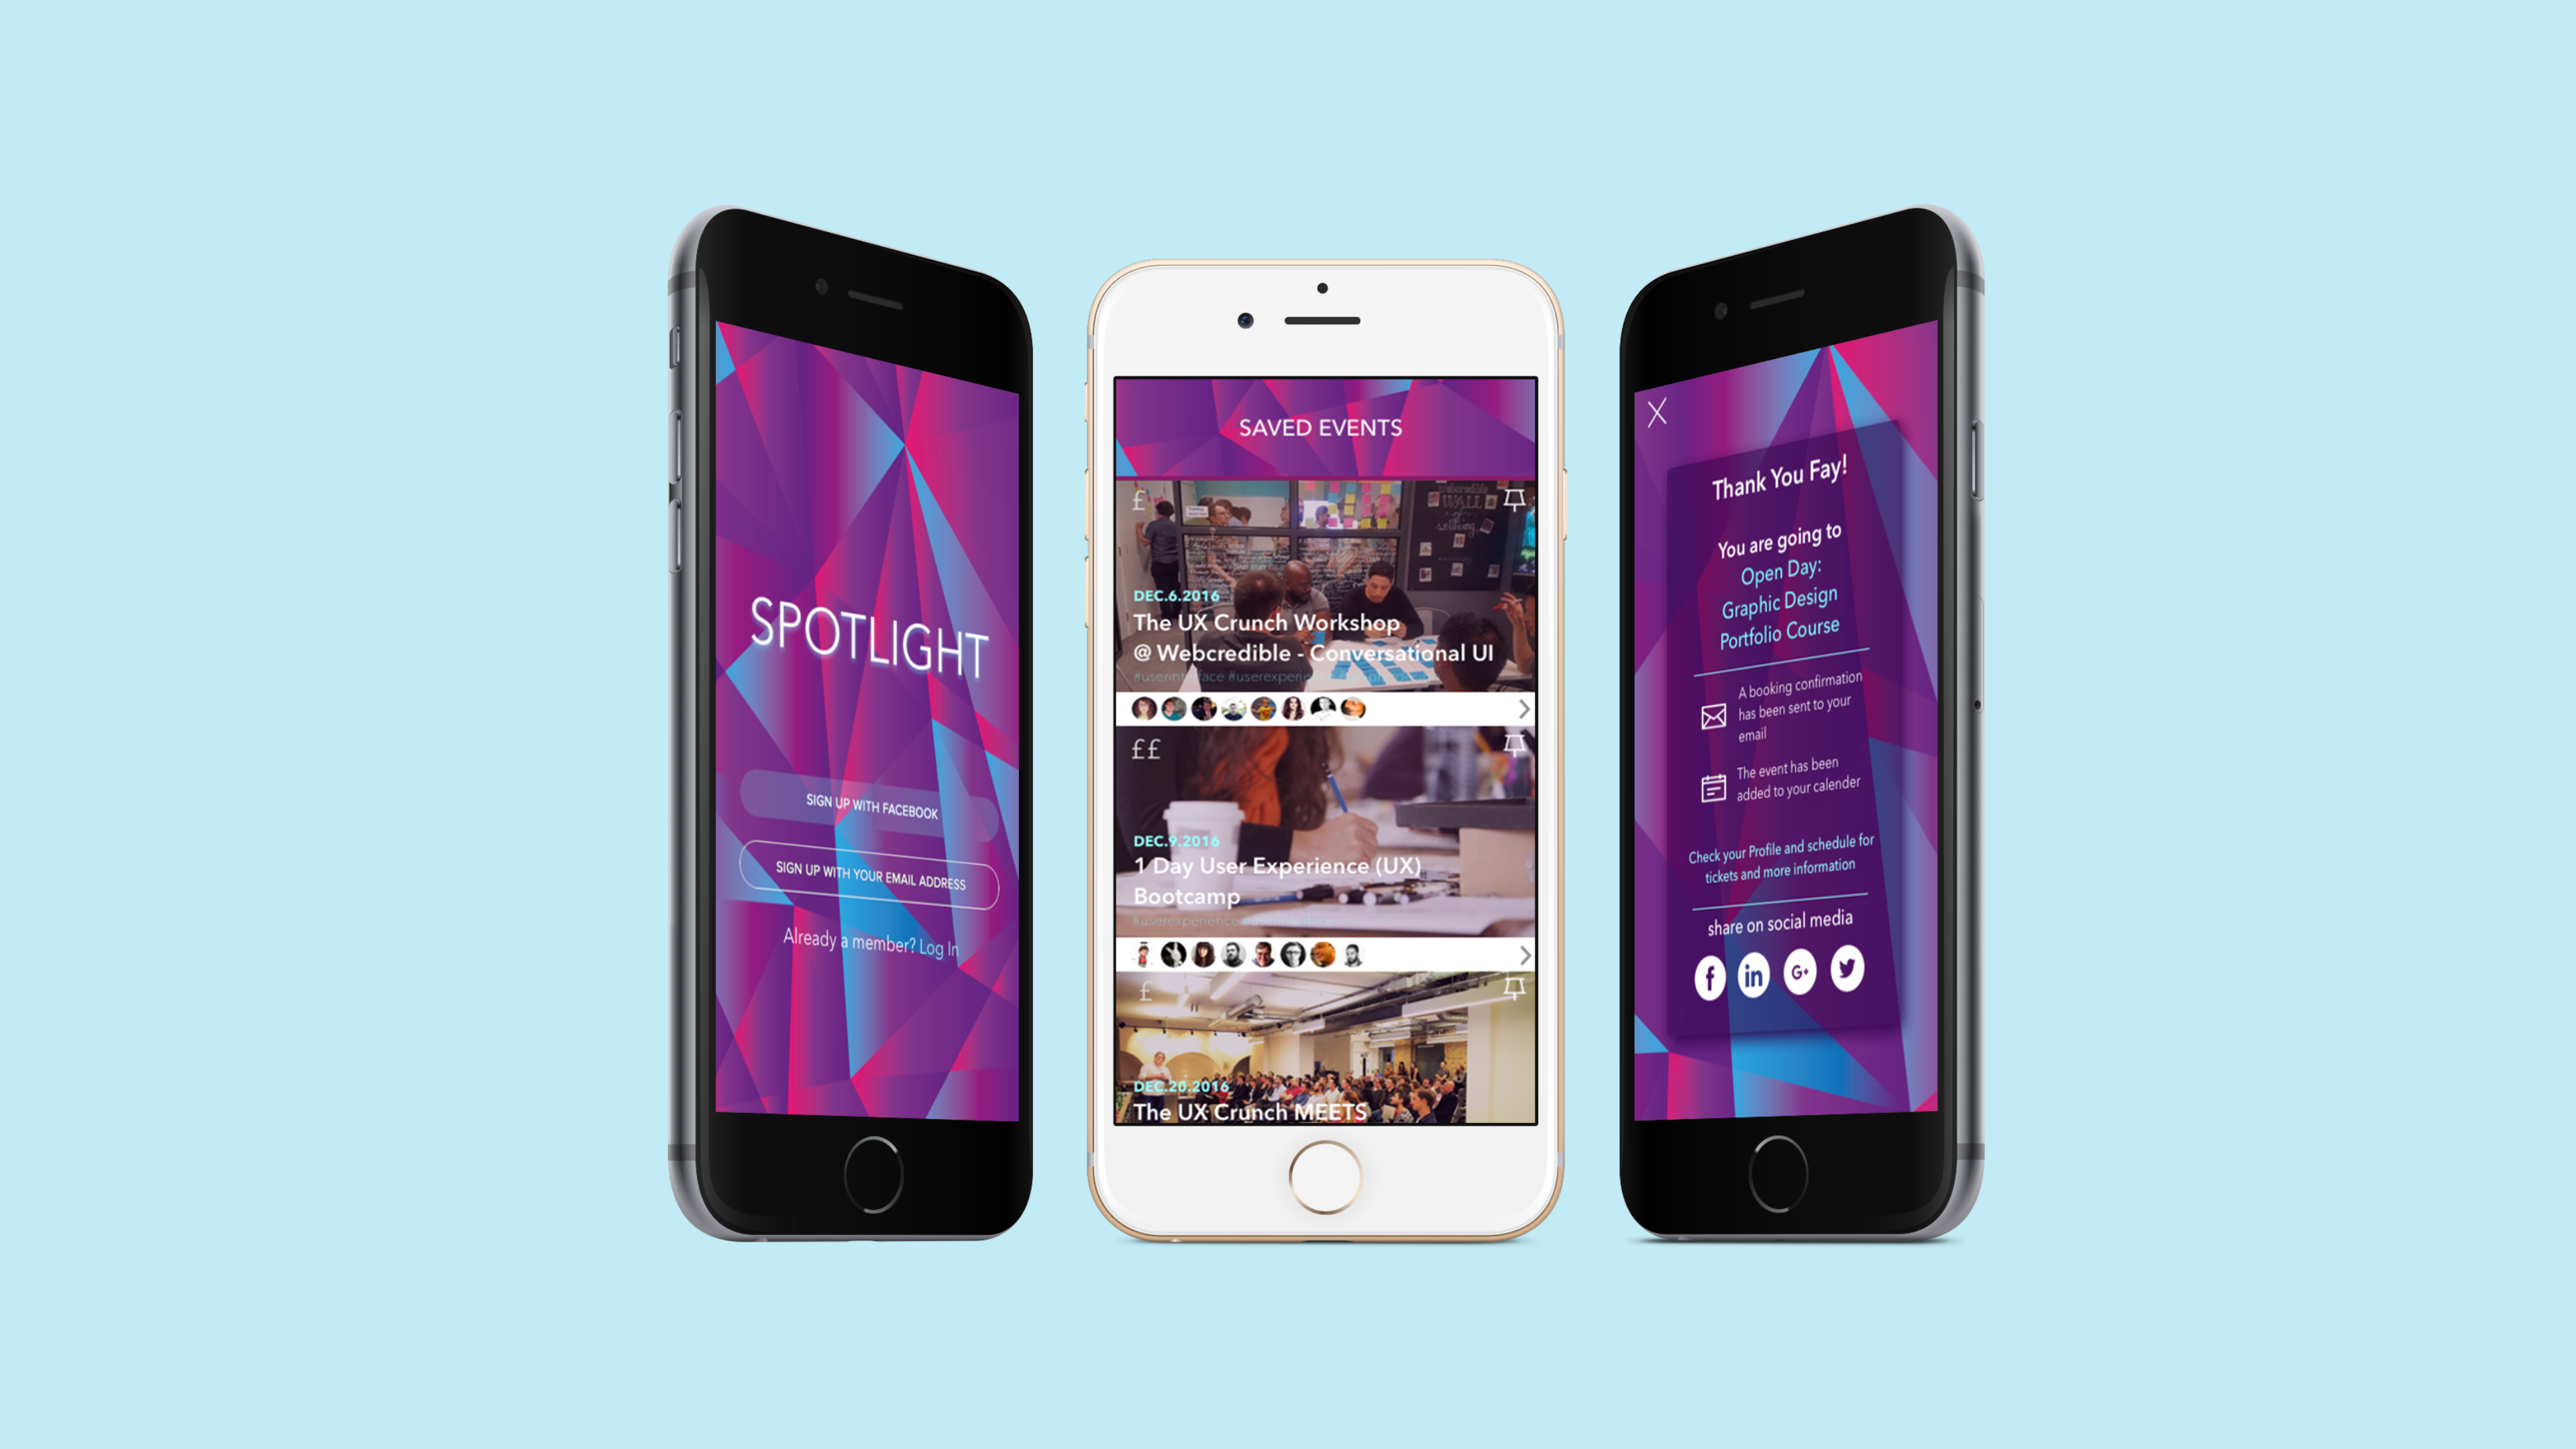 SPOTLIGHT
SIGN UP WITH FACEBOOK
SIGN UP WITH YOUR EMAIL ADDRESS
Already a member? Log In
SAVED EVENTS
£
WALL
of
DEC.6.2016
The UX Crunch Workshop
@ Webcredible - Conversational UI
#userinterface #userexperience
££
DEC.9.2016
1 Day User Experience (UX)
Bootcamp
#userexperience
£
DEC.20.2016
The UX Crunch MEETS
X
Thank You Fay!
You are going to
Open Day:
Graphic Design
Portfolio Course
A booking confirmation
has been sent to your
email
The event has been
added to your calender
Check your Profile and schedule for
tickets and more information
share on social media
f
in
G+